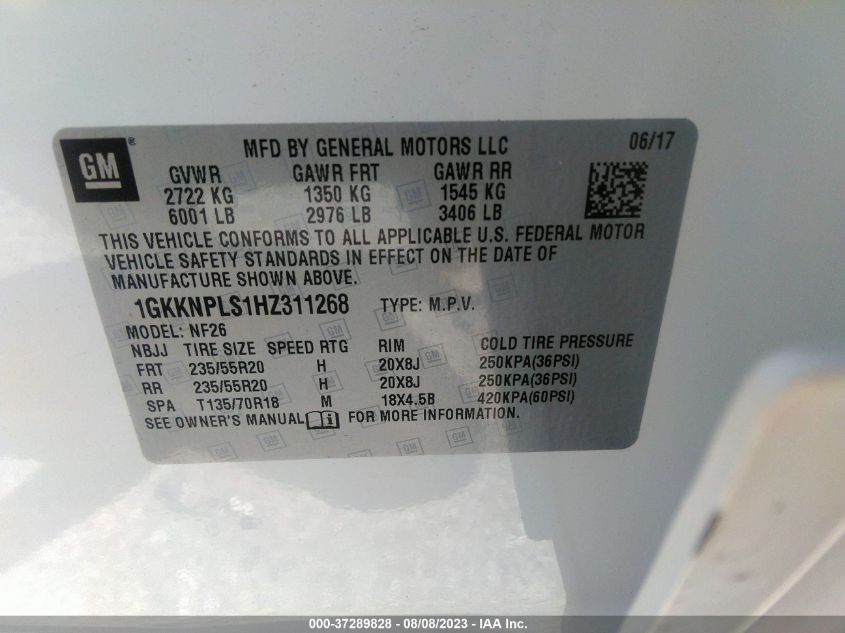 GM ® MFD BY GENERAL MOTORS LLC 06/17
GVWR GAWR FRT GAWR RR
2722 KG 1350 KG 1545 KG
6001 LB 2976 LB 3406 LB
THIS VEHICLE CONFORMS TO ALL APPLICABLE U.S. FEDERAL MOTOR
VEHICLE SAFETY STANDARDS IN EFFECT ON THE DATE OF
MANUFACTURE SHOWN ABOVE.
1GKKNPLS1HZ311268 TYPE: M.P.V.
MODEL: NF26
NBJJ TIRE SIZE SPEED RTG RIM COLD TIRE PRESSURE
FRT 235/55R20 H 20X8J 250KPA(36PSI)
RR 235/55R20 H 20X8J 250KPA(36PSI)
SPA T135/70R18 M 18X4.5B 420KPA(60PSI)
SEE OWNER'S MANUAL i FOR MORE INFORMATION.
000-37289828 - 08/08/2023 - IAA Inc.